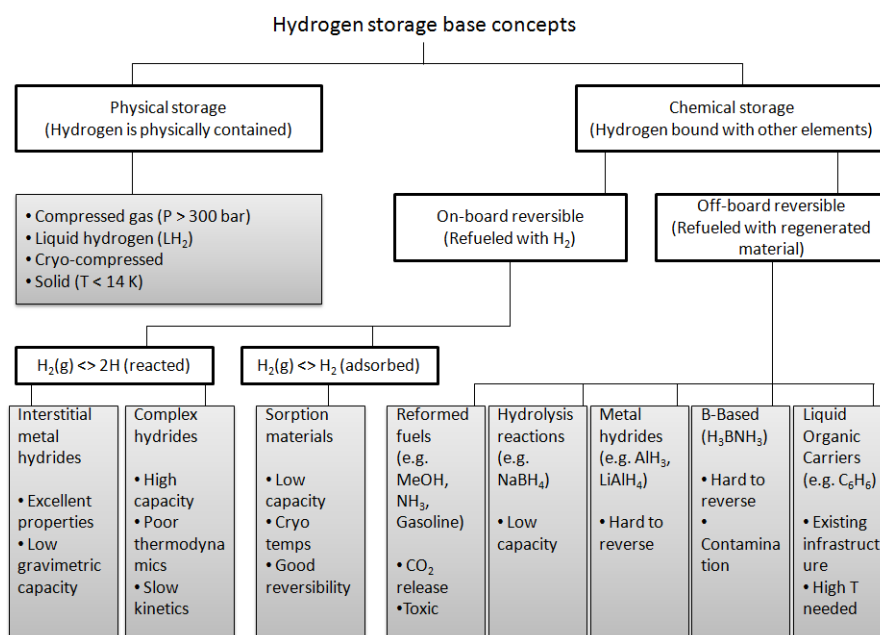 Hydrogen storage base concepts
Physical storage
(Hydrogen is physically contained)
Chemical storage
(Hydrogen bound with other elements)
• Compressed gas (P > 300 bar)
• Liquid hydrogen (LH₂)
• Cryo-compressed
• Solid (T < 14 K)
On-board reversible
(Refueled with H₂)
Off-board reversible
(Refueled with regenerated
material)
H₂(g) <> 2H (reacted)
H₂(g) <> H₂ (adsorbed)
Interstitial
metal
hydrides
• Excellent
properties
• Low
gravimetric
capacity
Complex
hydrides
• High
capacity
• Poor
thermodyna
mics
• Slow
kinetics
Sorption
materials
• Low
capacity
• Cryo
temps
• Good
reversibility
Reformed
fuels
(e.g.
MeOH,
NH₃,
Gasoline)
• CO₂
release
•Toxic
Hydrolysis
reactions
(e.g.
NaBH₄)
• Low
capacity
Metal
hydrides
(e.g. AlH₃,
LiAlH₄)
• Hard to
reverse
B-Based
(H₃BNH₃)
• Hard to
reverse
•
Contamina
tion
Liquid
Organic
Carriers
(e.g. C₆H₆)
• Existing
infrastruct
ure
• High T
needed